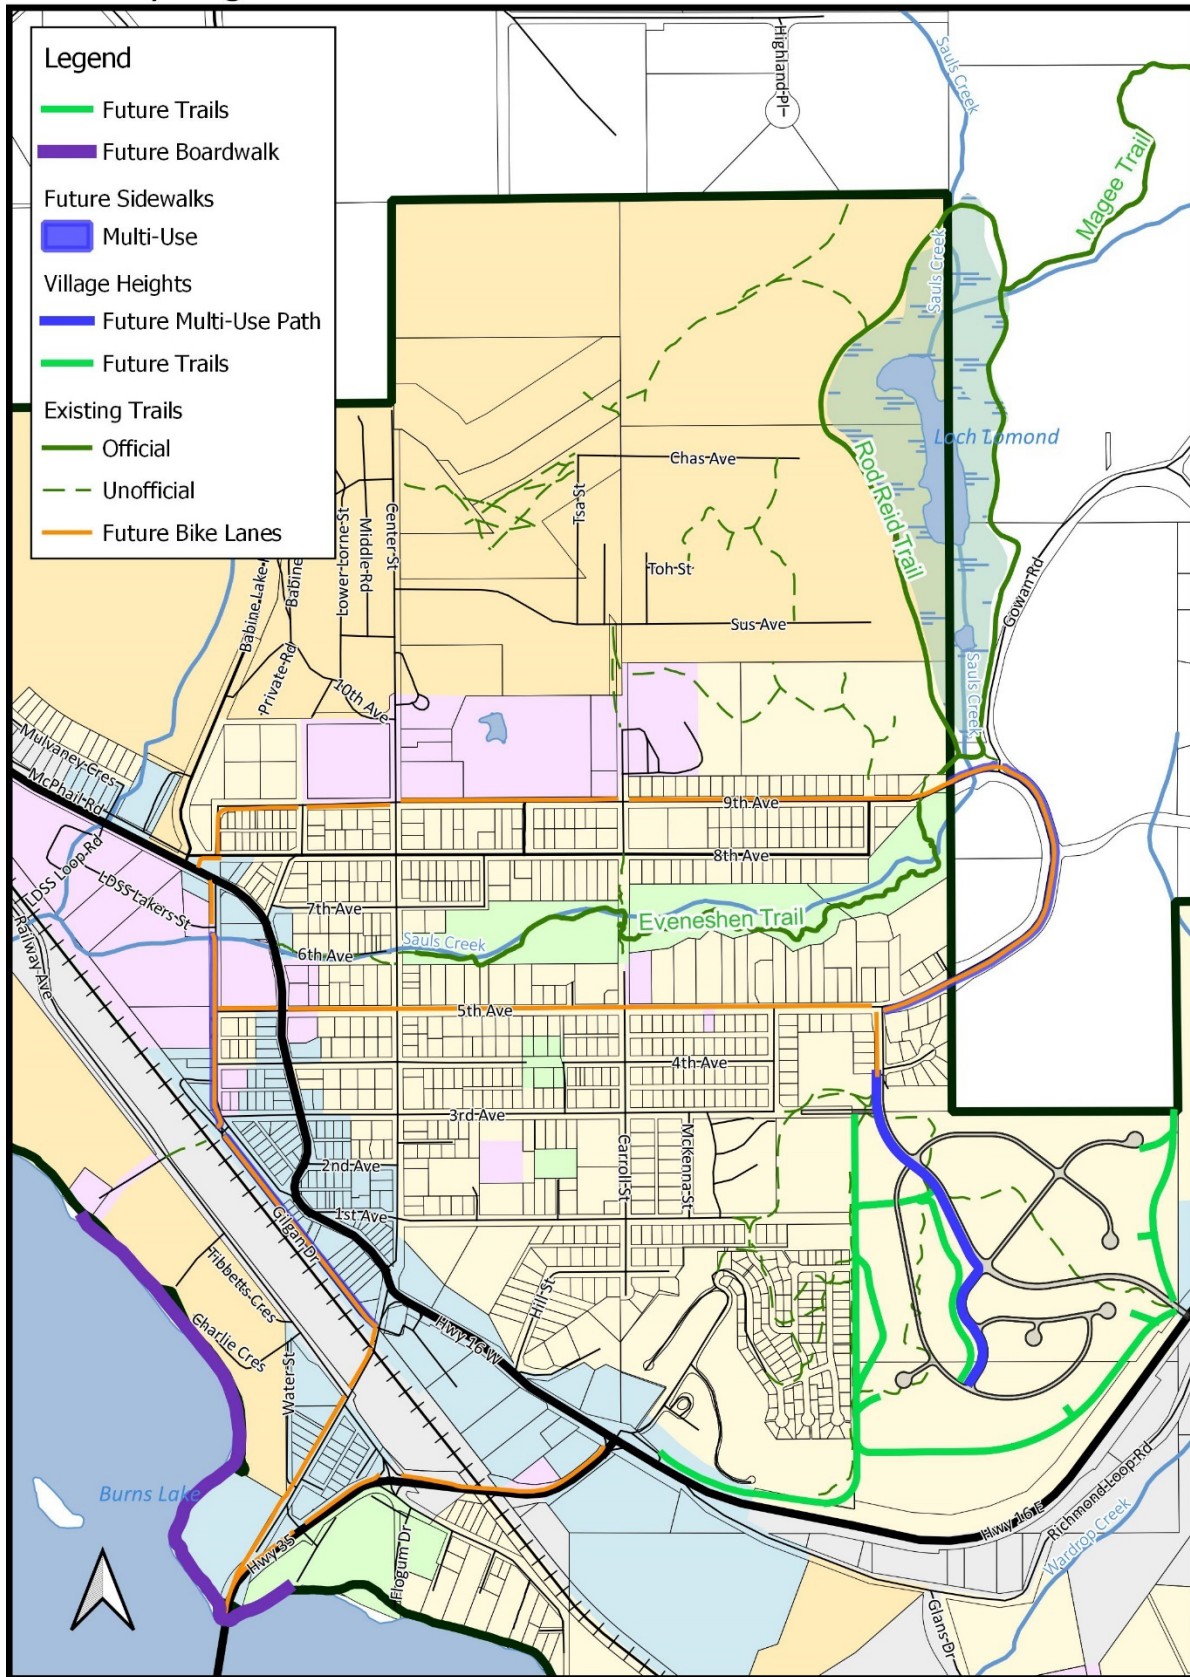 Legend
Future Trails
Future Boardwalk
Future Sidewalks
Multi-Use
Village Heights
Future Multi-Use Path
Future Trails
Existing Trails
Official
Unofficial
Future Bike Lanes
Highland Pl
Sauls Creek
Magee Trail
Sauls Creek
Loch Lomond
Rod Reid Trail
Chas Ave
Tsa St
Toh St
Sus Ave
Gowan Rd
Sauls Creek
Babine Lake
Babine
Lower Lorne St
Middle Rd
Center St
Private Rd
10th Ave
Mulvaney Cres
McPhail Rd
9th Ave
8th Ave
LDSS Loop Rd
LDSS Lakers St
7th Ave
Eveneshen Trail
Railway Ave
6th Ave
Sauls Creek
5th Ave
4th Ave
3rd Ave
2nd Ave
Carroll St
McKenna St
1st Ave
Gilgan Dr
Tibbetts Cres
Charlie Cres
Hill St
Hwy 16 W
Water St
Burns Lake
Hwy 35
Flogum Dr
Hwy 16 E
Richmond Loop Rd
Wardrop Creek
Glans Dr